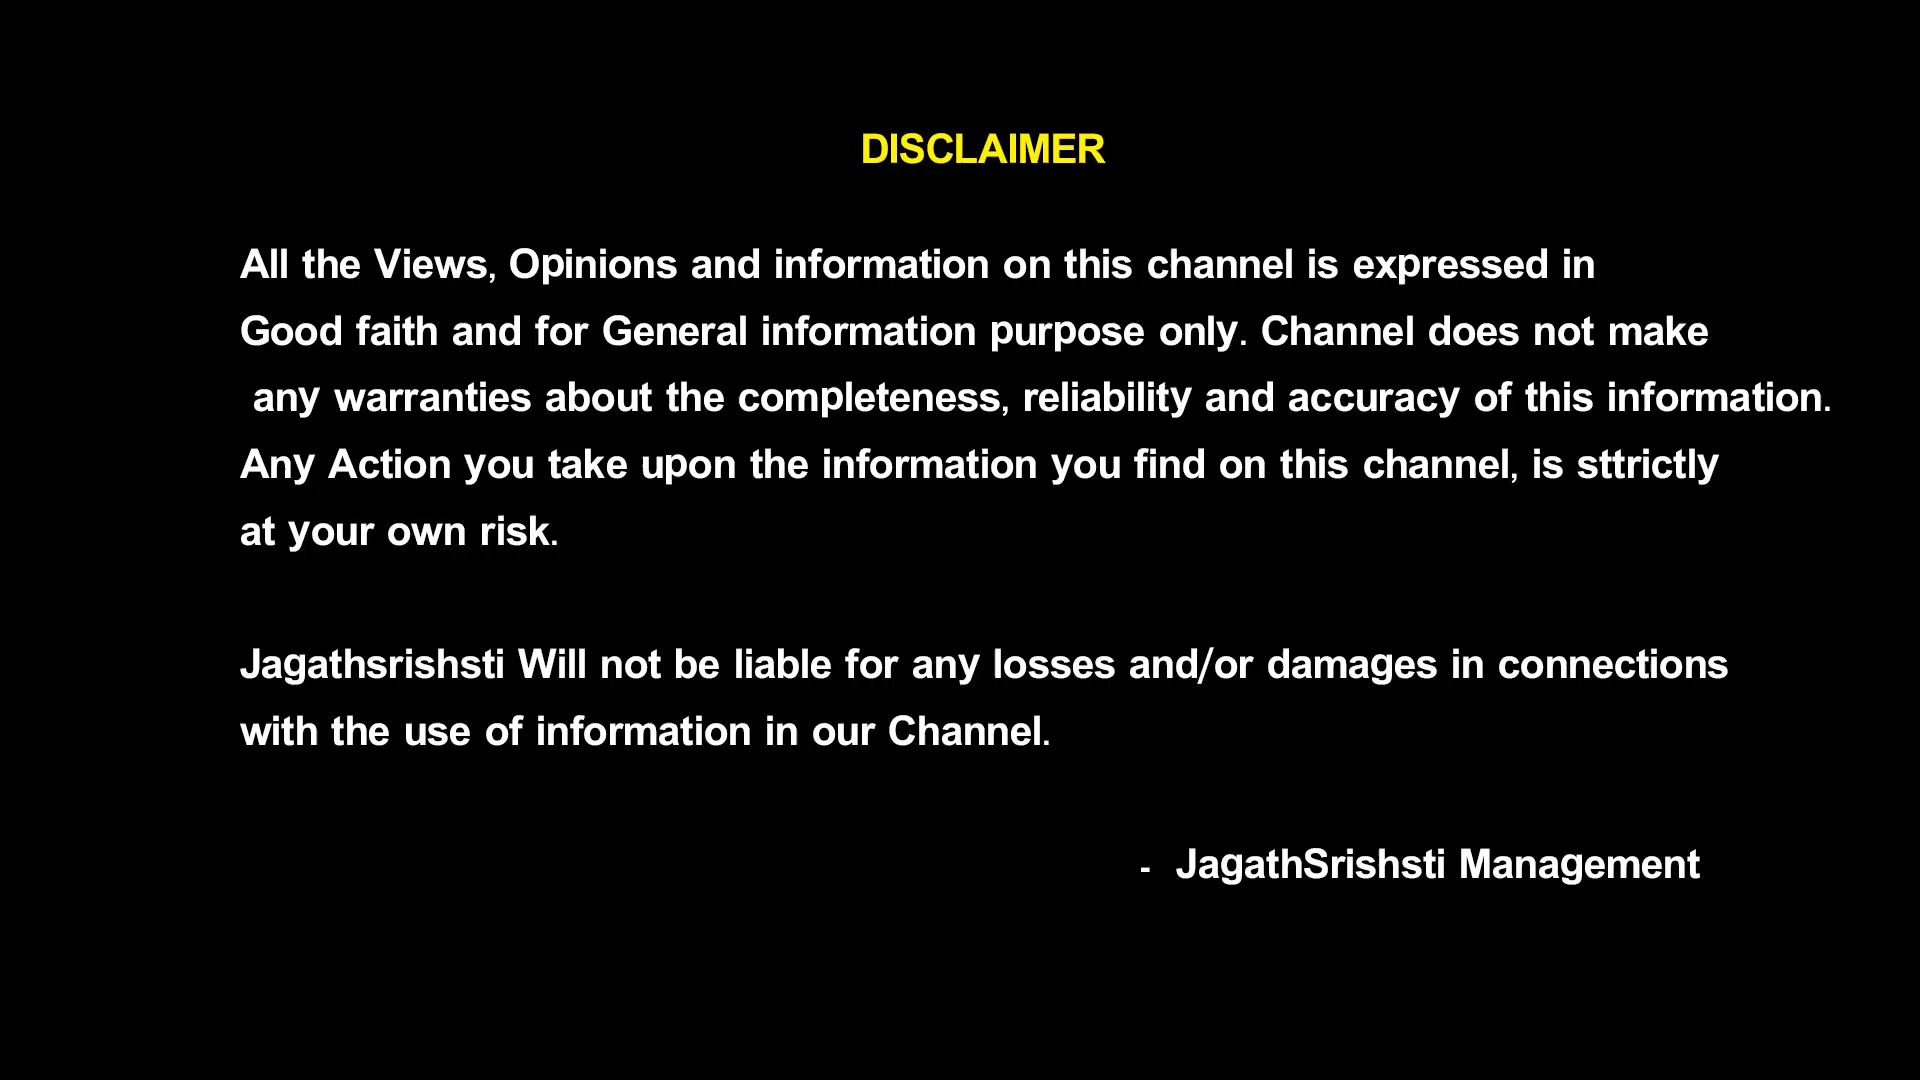 DISCLAIMER
All the Views, Opinions and information on this channel is expressed in
Good faith and for General information purpose only. Channel does not make
any warranties about the completeness, reliability and accuracy of this information.
Any Action you take upon the information you find on this channel, is sttrictly
at your own risk.
Jagathsrishsti Will not be liable for any losses and/or damages in connections
with the use of information in our Channel.
- JagathSrishsti Management